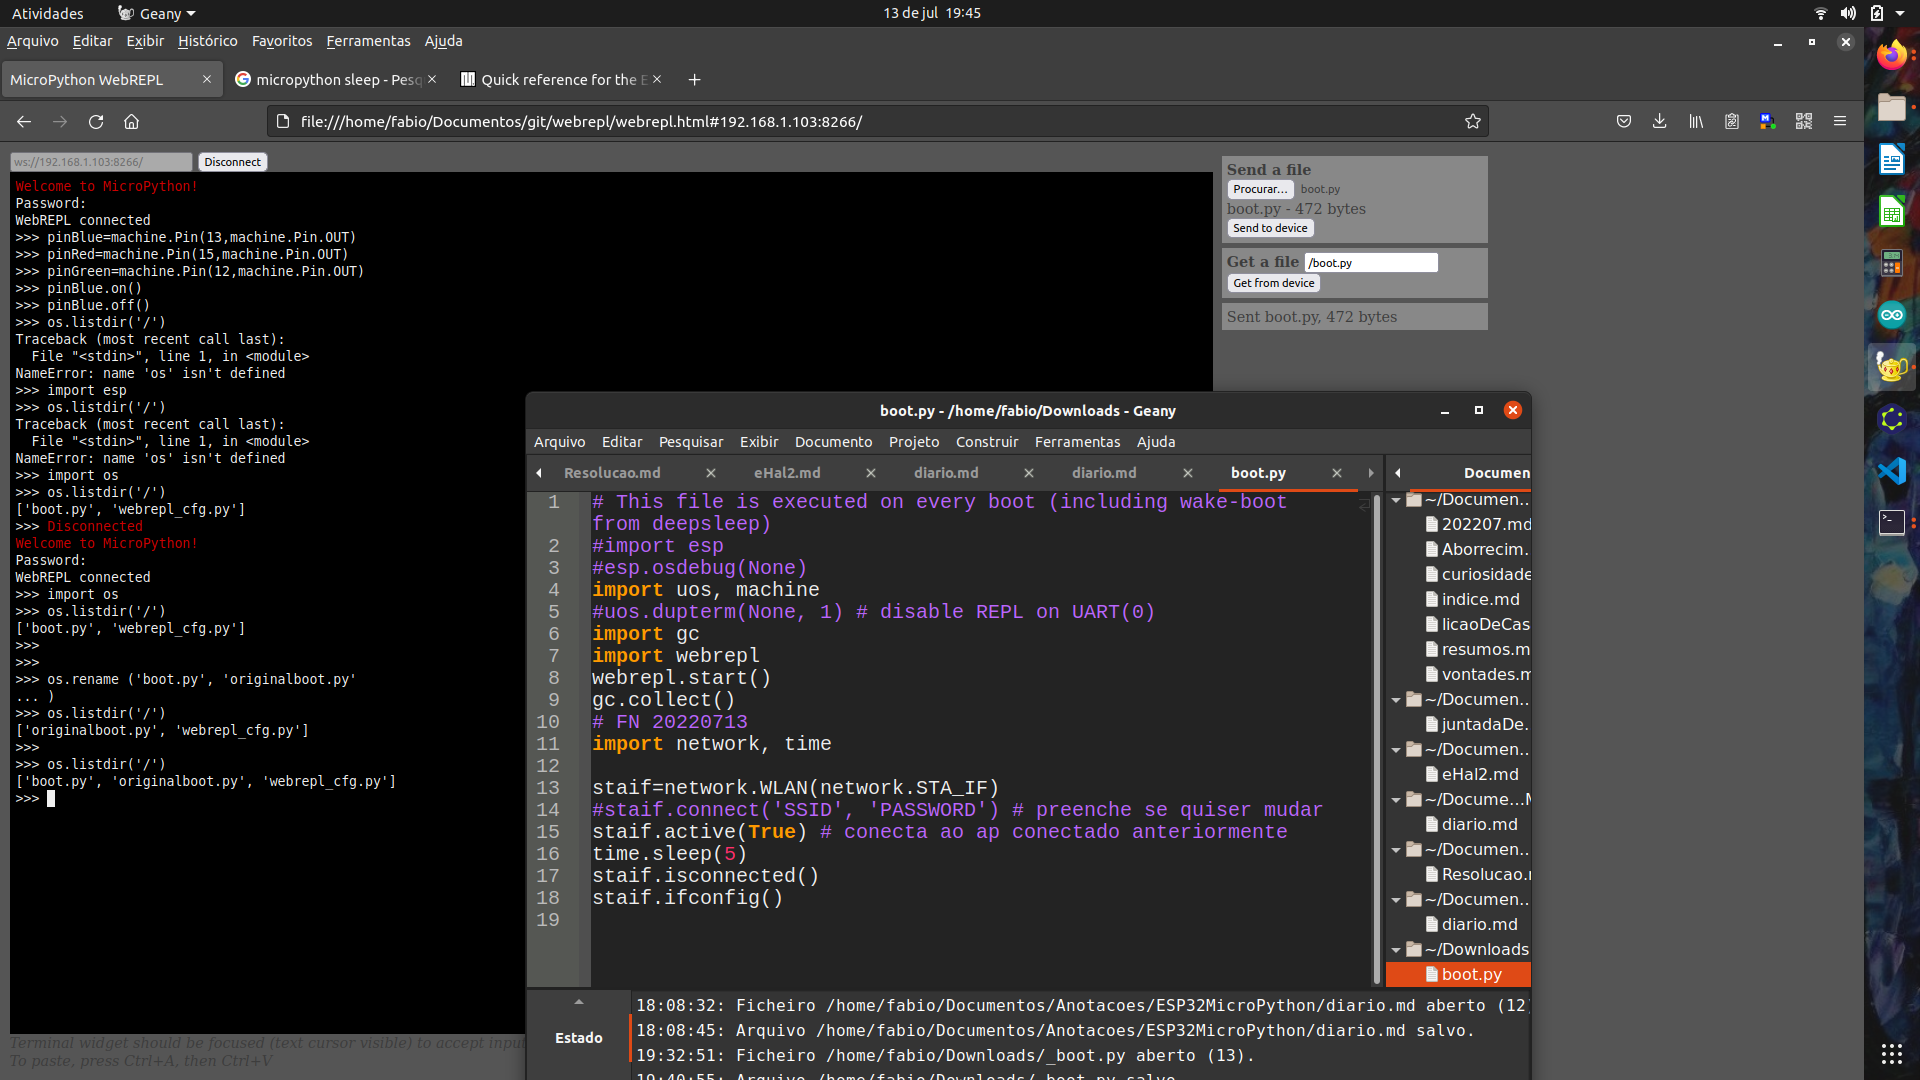 Atividades
Geany
13 de jul 19:45
Arquivo Editar Exibir Histórico Favoritos Ferramentas Ajuda
MicroPython WebREPL
micropython sleep - Pesq
Quick reference for the E
file:///home/fabio/Documentos/git/webrepl/webrepl.html#192.168.1.103:8266/
ws://192.168.1.103:8266/
Disconnect
Welcome to MicroPython!
Password:
WebREPL connected
>>> pinBlue=machine.Pin(13,machine.Pin.OUT)
>>> pinRed=machine.Pin(15,machine.Pin.OUT)
>>> pinGreen=machine.Pin(12,machine.Pin.OUT)
>>> pinBlue.on()
>>> pinBlue.off()
>>> os.listdir('/')
Traceback (most recent call last):
  File "<stdin>", line 1, in <module>
NameError: name 'os' isn't defined
>>> import esp
>>> os.listdir('/')
Traceback (most recent call last):
  File "<stdin>", line 1, in <module>
NameError: name 'os' isn't defined
>>> import os
>>> os.listdir('/')
['boot.py', 'webrepl_cfg.py']
>>> Disconnected
Welcome to MicroPython!
Password:
WebREPL connected
>>> import os
>>> os.listdir('/')
['boot.py', 'webrepl_cfg.py']
>>>
>>>
>>> os.rename ('boot.py', 'originalboot.py'
... )
>>> os.listdir('/')
['originalboot.py', 'webrepl_cfg.py']
>>>
>>> os.listdir('/')
['boot.py', 'originalboot.py', 'webrepl_cfg.py']
>>>
Terminal widget should be focused (text cursor visible) to accept input
To paste, press Ctrl+A, then Ctrl+V
Send a file
Procurar... boot.py
boot.py - 472 bytes
Send to device
Get a file /boot.py
Get from device
Sent boot.py, 472 bytes
boot.py - /home/fabio/Downloads - Geany
Arquivo Editar Pesquisar Exibir Documento Projeto Construir Ferramentas Ajuda
Resolucao.md eHal2.md diario.md diario.md boot.py
1 # This file is executed on every boot (including wake-boot
from deepsleep)
2 #import esp
3 #esp.osdebug(None)
4 import uos, machine
5 #uos.dupterm(None, 1) # disable REPL on UART(0)
6 import gc
7 import webrepl
8 webrepl.start()
9 gc.collect()
10 # FN 20220713
11 import network, time
12
13 staif=network.WLAN(network.STA_IF)
14 #staif.connect('SSID', 'PASSWORD') # preenche se quiser mudar
15 staif.active(True) # conecta ao ap conectado anteriormente
16 time.sleep(5)
17 staif.isconnected()
18 staif.ifconfig()
19
Documen
~/Documen...
202207.md
Aborrecim.
curiosidade
indice.md
licaoDeCas
resumos.m
vontades.m
~/Documen...
juntadaDe.
~/Documen...
eHal2.md
~/Docume...M
diario.md
~/Documen...
Resolucao.
~/Documen...
diario.md
~/Downloads
boot.py
Estado
18:08:32: Ficheiro /home/fabio/Documentos/Anotacoes/ESP32MicroPython/diario.md aberto (12)
18:08:45: Arquivo /home/fabio/Documentos/Anotacoes/ESP32MicroPython/diario.md salvo.
19:32:51: Ficheiro /home/fabio/Downloads/_boot.py aberto (13).
19:40:55: Arquivo /home/fabio/Downloads/_boot.py salvo